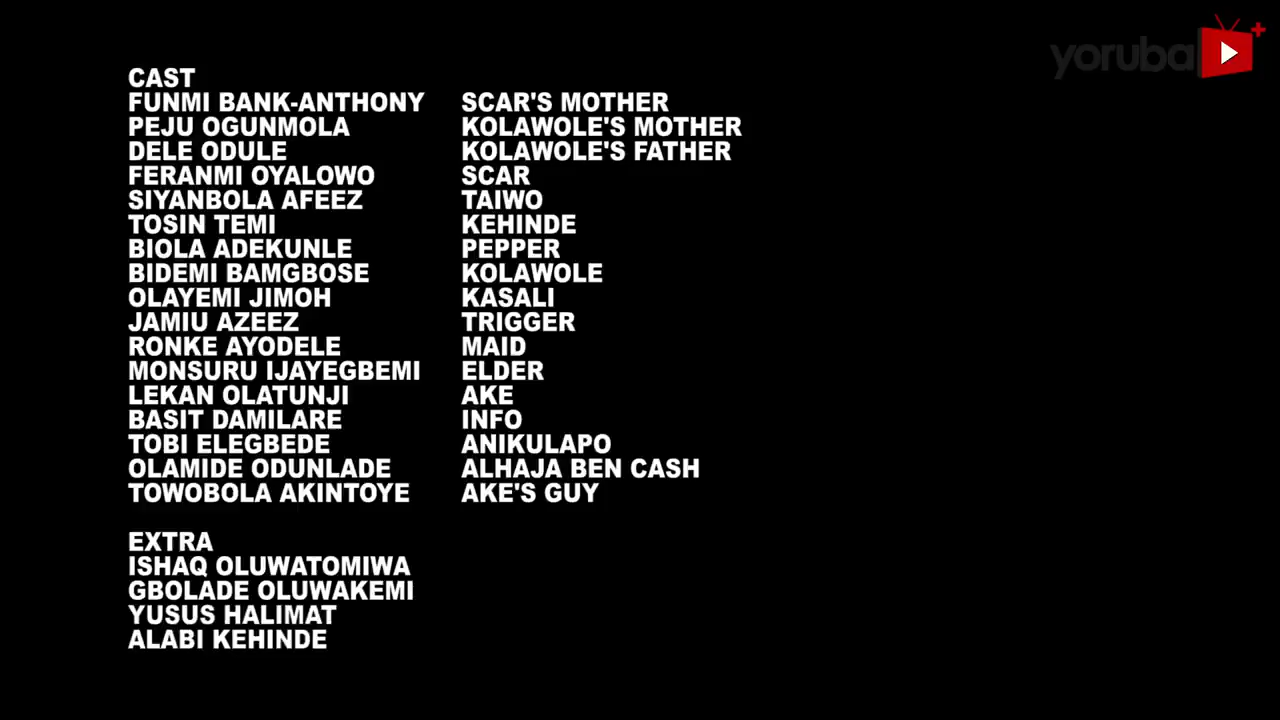 yoruba +
CAST
FUNMI BANK-ANTHONY SCAR'S MOTHER
PEJU OGUNMOLA KOLAWOLE'S MOTHER
DELE ODULE KOLAWOLE'S FATHER
FERANMI OYALOWO SCAR
SIYANBOLA AFEEZ TAIWO
TOSIN TEMI KEHINDE
BIOLA ADEKUNLE PEPPER
BIDEMI BAMGBOSE KOLAWOLE
OLAYEMI JIMOH KASALI
JAMIU AZEEZ TRIGGER
RONKE AYODELE MAID
MONSURU IJAYEGBEMI ELDER
LEKAN OLATUNJI AKE
BASIT DAMILARE INFO
TOBI ELEGBEDE ANIKULAPO
OLAMIDE ODUNLADE ALHAJA BEN CASH
TOWOBOLA AKINTOYE AKE'S GUY
EXTRA
ISHAQ OLUWATOMIWA
GBOLADE OLUWAKEMI
YUSUS HALIMAT
ALABI KEHINDE